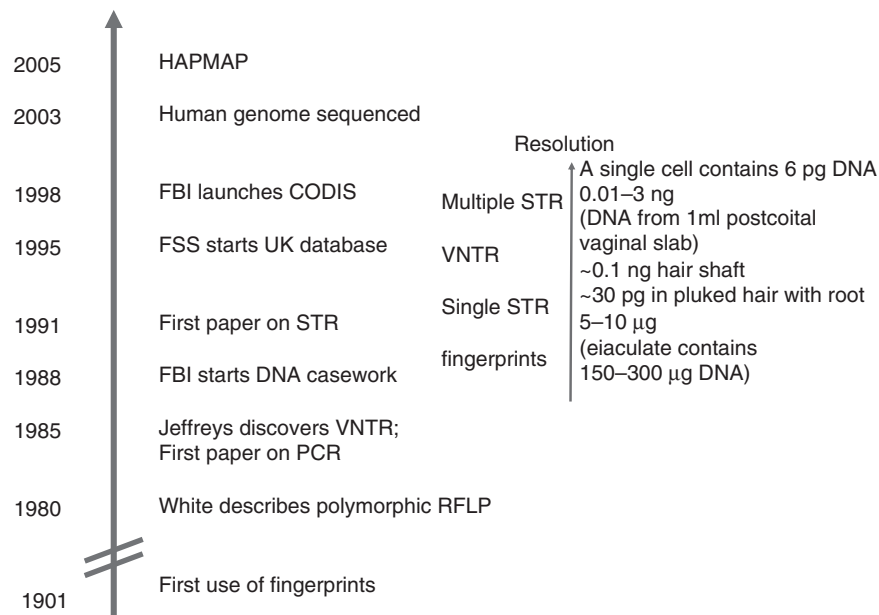 2005 HAPMAP
2003 Human genome sequenced
1998 FBI launches CODIS
1995 FSS starts UK database
1991 First paper on STR
1988 FBI starts DNA casework
1985 Jeffreys discovers VNTR;
First paper on PCR
1980 White describes polymorphic RFLP
1901 First use of fingerprints
Resolution
Multiple STR
VNTR
Single STR
fingerprints
A single cell contains 6 pg DNA
0.01–3 ng
(DNA from 1ml postcoital
vaginal slab)
~0.1 ng hair shaft
~30 pg in pluked hair with root
5–10 μg
(eiaculate contains
150–300 μg DNA)